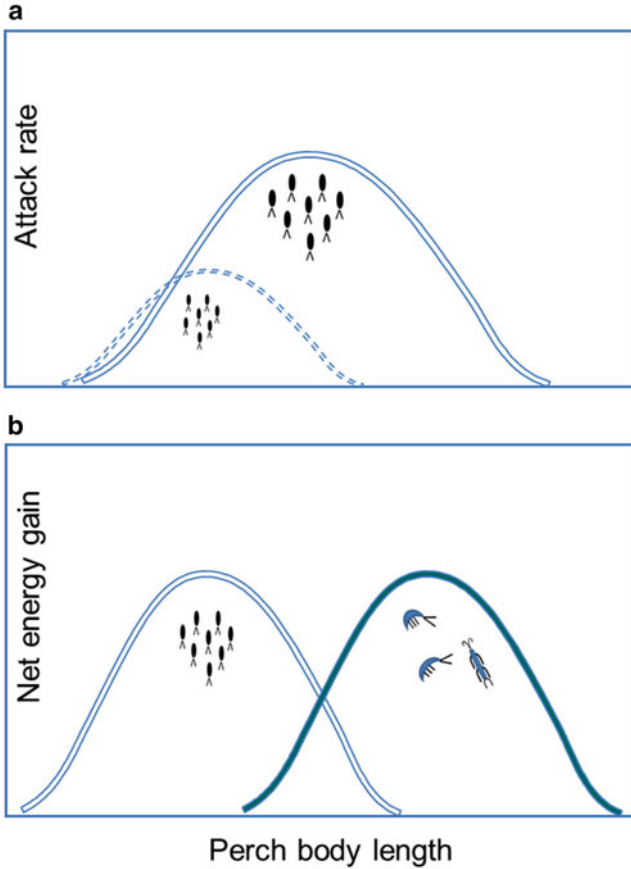 a
Attack rate
b
Net energy gain
Perch body length